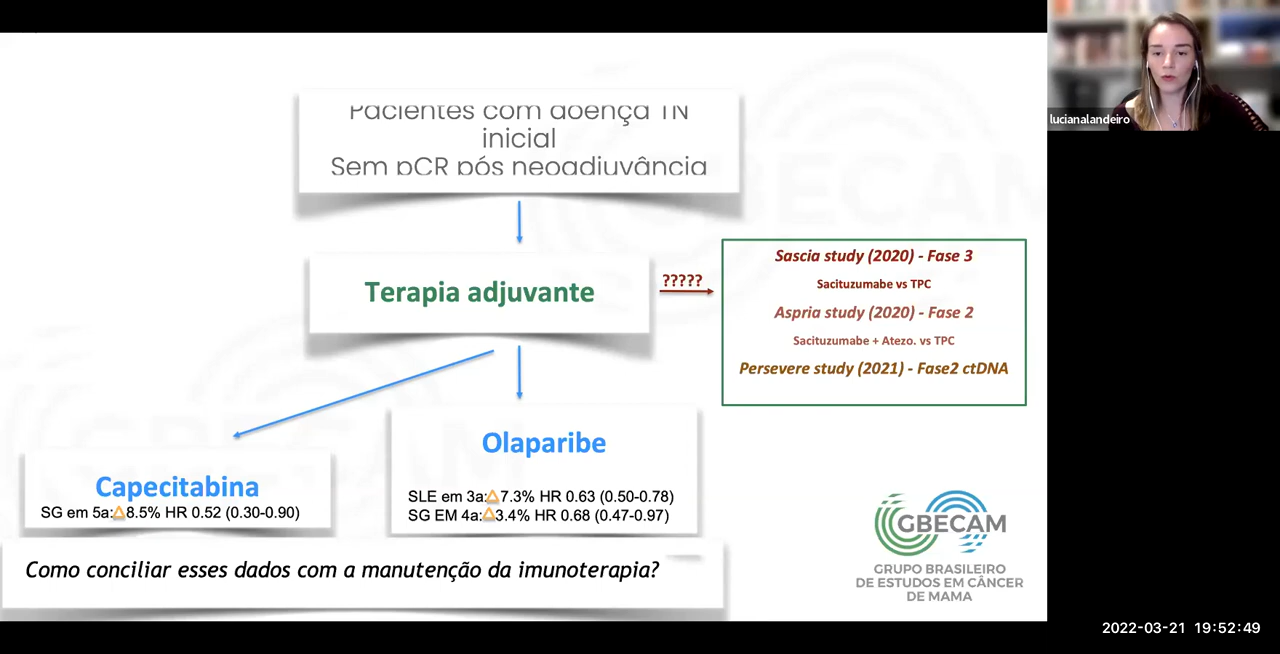 Pacientes com doença TN
inicial
Sem pCR pós neoadjuvância
Terapia adjuvante
?????
Sascia study (2020) - Fase 3
Sacituzumabe vs TPC
Aspria study (2020) - Fase 2
Sacituzumabe + Atezo. vs TPC
Persevere study (2021) - Fase2 ctDNA
Capecitabina
SG em 5a:△8.5% HR 0.52 (0.30-0.90)
Olaparibe
SLE em 3a:△7.3% HR 0.63 (0.50-0.78)
SG EM 4a:△3.4% HR 0.68 (0.47-0.97)
Como conciliar esses dados com a manutenção da imunoterapia?
GBECAM
GRUPO BRASILEIRO
DE ESTUDOS EM CÂNCER
DE MAMA
lucianalandeiro
2022-03-21 19:52:49